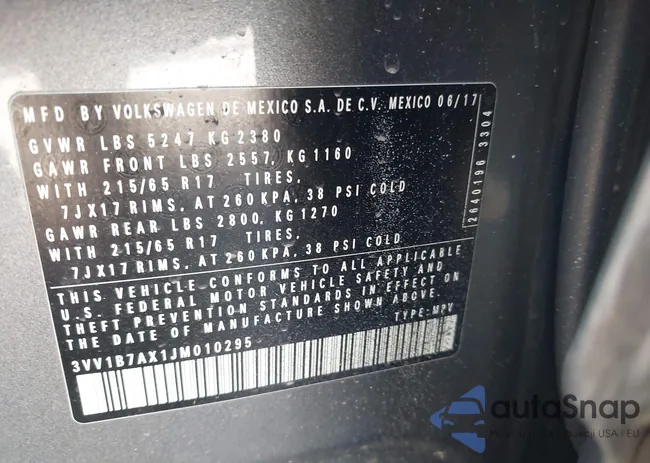 MFD BY VOLKSWAGEN DE MEXICO S.A. DE C.V. MEXICO 06/17
GVWR LBS 5247 KG 2380
GAWR FRONT LBS 2557, KG 1160
WITH 215/65 R17 TIRES,
7JX17 RIMS, AT 260 KPA, 38 PSI COLD
GAWR REAR LBS 2800, KG 1270
WITH 215/65 R17 TIRES,
7JX17 RIMS, AT 260 KPA, 38 PSI COLD
THIS VEHICLE CONFORMS TO ALL APPLICABLE
U.S. FEDERAL MOTOR VEHICLE SAFETY AND
THEFT PREVENTION STANDARDS IN EFFECT ON
THE DATE OF MANUFACTURE SHOWN ABOVE.
3VV1B7AX1JM010295 TYPE:MPV
2640196 3304
autoSnap
USA i EU